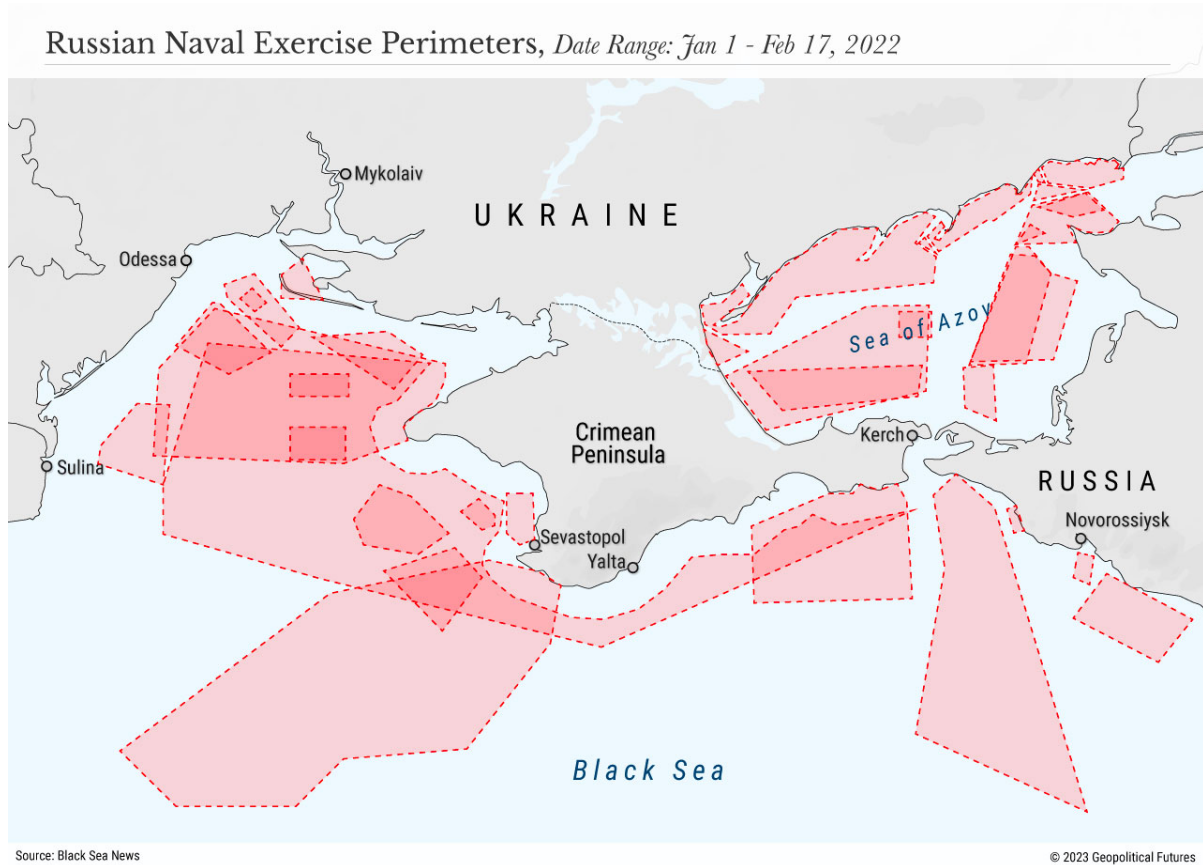 Russian Naval Exercise Perimeters, Date Range: Jan 1 - Feb 17, 2022
Mykolaiv
UKRAINE
Odessa
Sea of Azov
Crimean
Peninsula
Kerch
Sulina
RUSSIA
Novorossiysk
Sevastopol
Yalta
Black Sea
Source: Black Sea News
© 2023 Geopolitical Futures